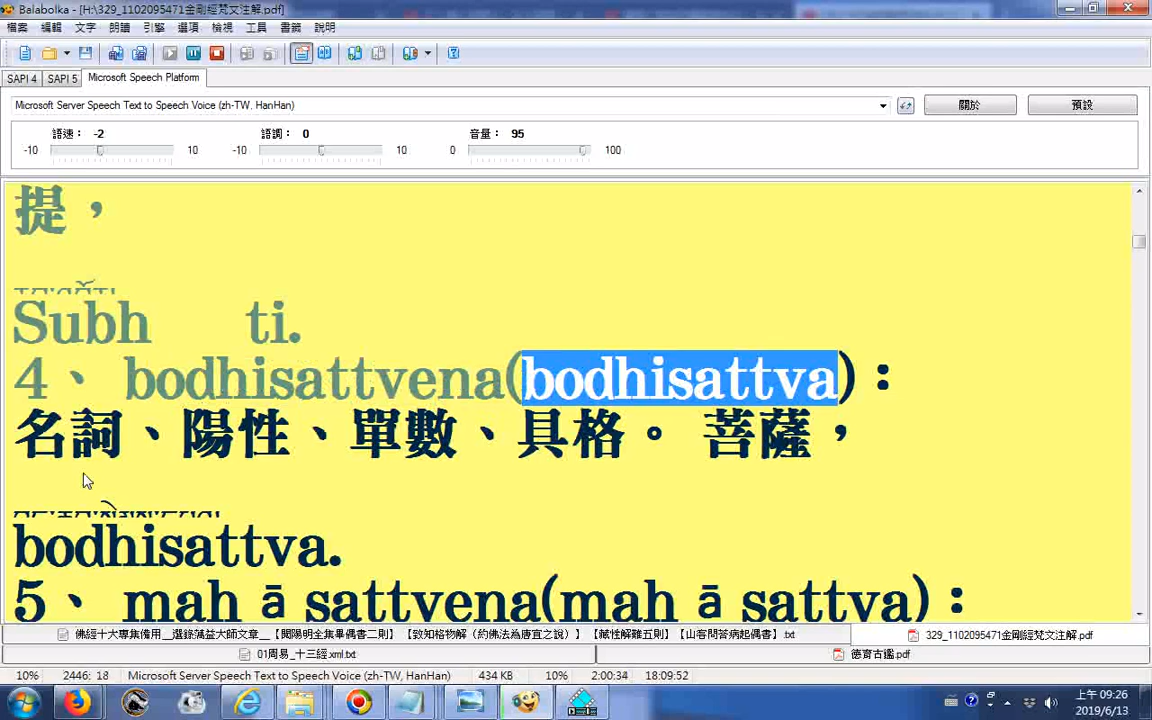 Balabolka - [H:\329_1102095471金剛經梵文注解.pdf]
檔案 編輯 文字 朗讀 引擎 選項 檢視 工具 書籤 說明
SAPI 4 SAPI 5 Microsoft Speech Platform
Microsoft Server Speech Text to Speech Voice (zh-TW, HanHan) 關於 預設
語速： -2 語調： 0 音量： 95
-10 10 -10 10 0 100
提，
Subh ti.
4、 bodhisattvena(bodhisattva)：
名詞、陽性、單數、具格。 菩薩，
bodhisattva.
5、 mah ā sattvena(mah ā sattva)：
佛經十大專集備用__選錄蕅益大師文章__【閱陽明全集畢偶書二則】【致知格物解（約佛法為唐宜之說）】【緘性解難五則】【山客問答病起偶書】.txt 329_1102095471金剛經梵文注解.pdf
01周易_十三經.xml.txt 德育古鑑.pdf
10% 2446: 18 Microsoft Server Speech Text to Speech Voice (zh-TW, HanHan) 434 KB 10% 2:00:34 18:09:52
上午 09:26
2019/6/13